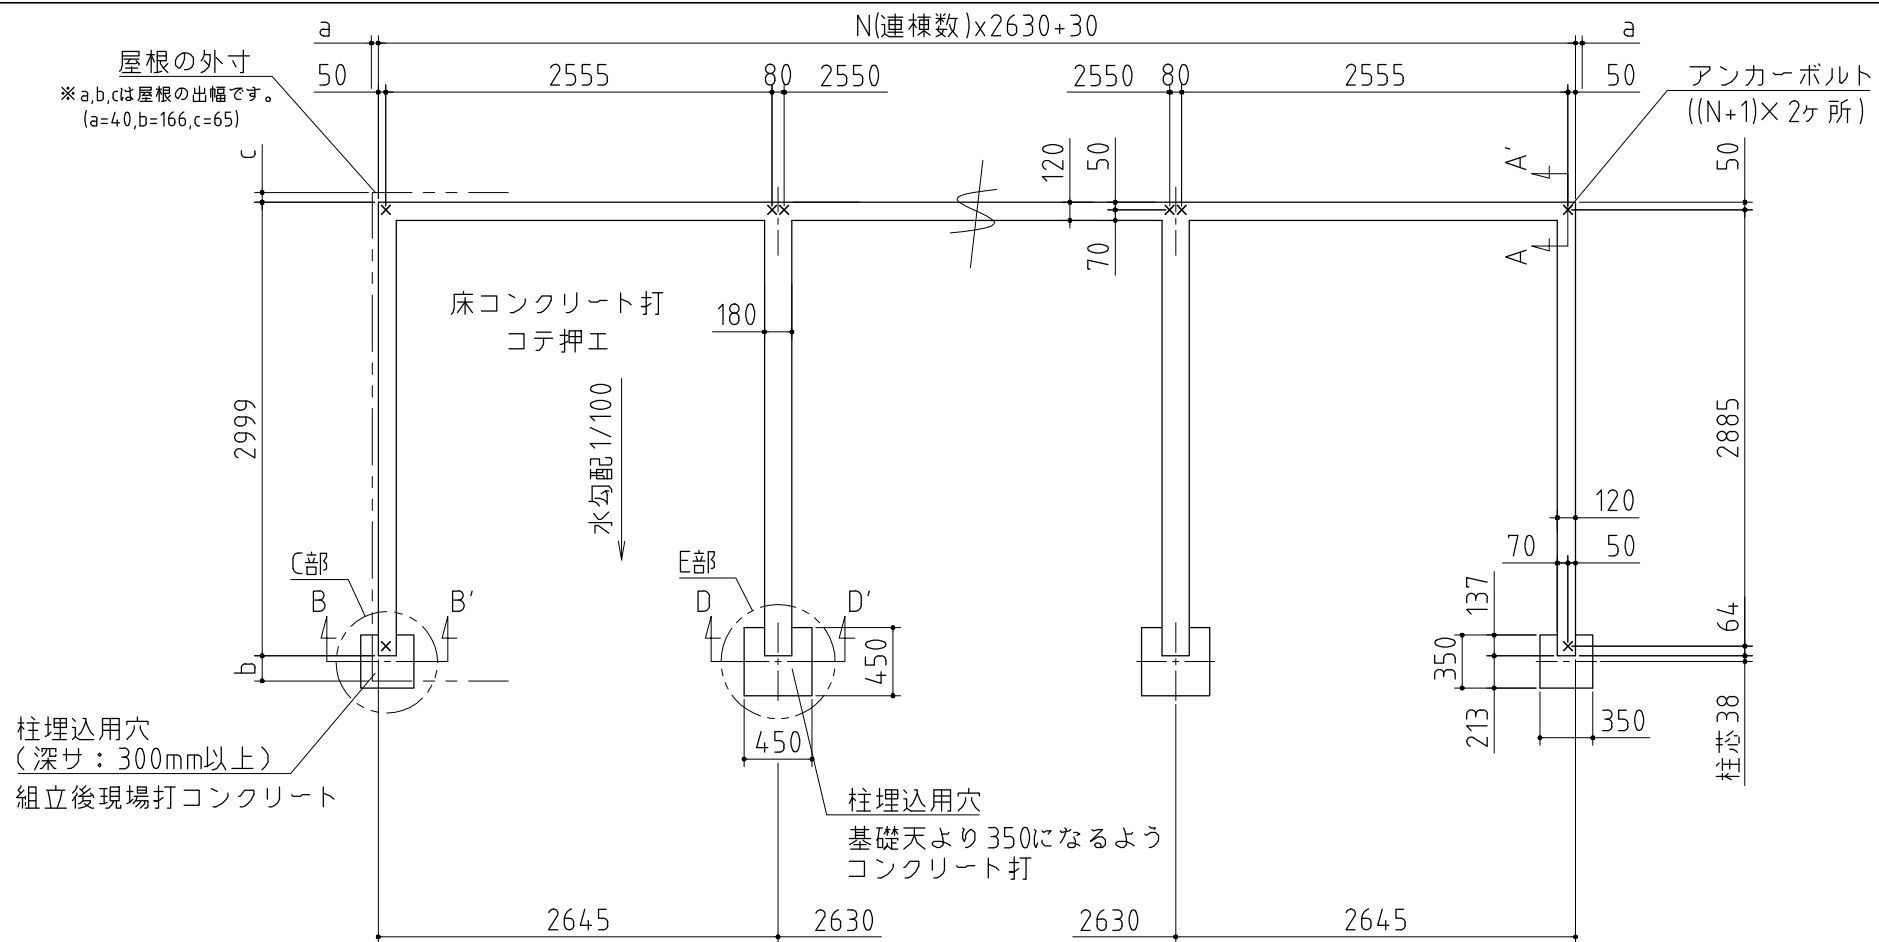 a
N(連棟数)x2630+30
a
屋根の外寸
※a,b,cは屋根の出幅です。
(a=40,b=166,c=65)
50
2555
80
2550
2550
80
2555
50
アンカーボルト
((N+1)×2ヶ所)
c
120
50
A'
50
70
A
床コンクリート打
コテ押エ
180
2999
水勾配1/100
2885
120
70
50
C部
B
B'
E部
D
D'
137
64
b
450
350
柱埋込用穴
(深サ:300mm以上)
組立後現場打コンクリート
450
213
350
柱芯38
柱埋込用穴
基礎天より350になるよう
コンクリート打
2645
2630
2630
2645